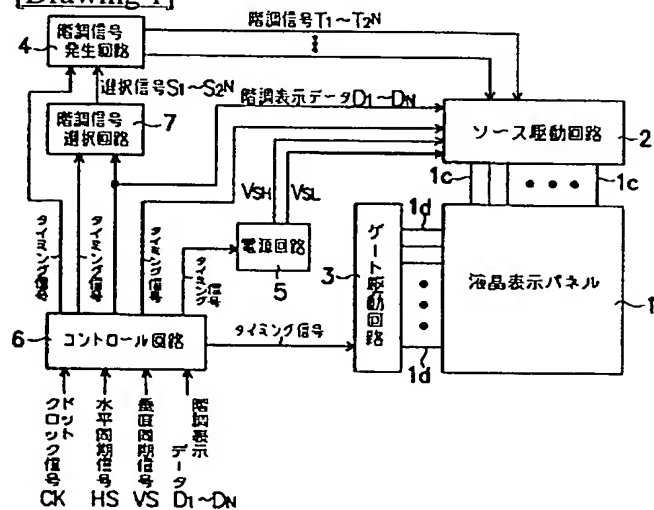 [Drawing 1]
階調信号T1~T2N
4
階調信号
発生回路
選択信号S1~S2N
階調表示データD1~DN
階調信号
選択回路
7
ソース駆動回路
2
VSH
VSL
1c
1c
タイミング信号
タイミング信号
タイミング信号
タイミング信号
電源回路
5
1d
3
ゲート駆動回路
液晶表示パネル
1
6
コントロール回路
タイミング信号
1d
ドット
クロック信号
CK
水平同期信号
HS
垂直同期信号
VS
階調表示
データ
D1~DN